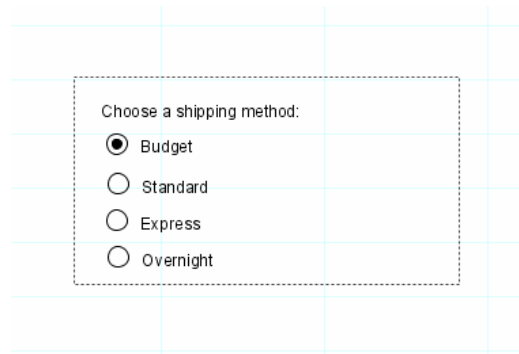 Choose a shipping method:
Budget
Standard
Express
Overnight